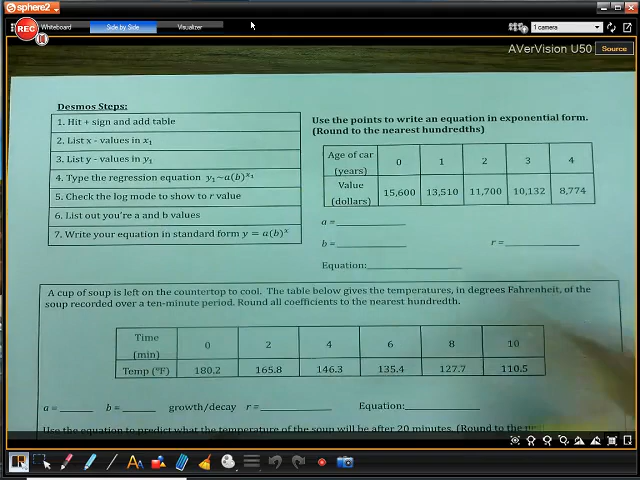 sphere2
REC
Whiteboard
Side by Side
Visualizer
1 camera
AVerVision U50
Source
Desmos Steps:
1. Hit + sign and add table
2. List x - values in x₁
3. List y - values in y₁
4. Type the regression equation y₁~a(b)^x₁
5. Check the log mode to show to r value
6. List out you're a and b values
7. Write your equation in standard form y = a(b)^x
Use the points to write an equation in exponential form.
(Round to the nearest hundredths)
Age of car (years) 0 1 2 3 4
Value (dollars) 15,600 13,510 11,700 10,132 8,774
a =
b = r =
Equation:
A cup of soup is left on the countertop to cool. The table below gives the temperatures, in degrees Fahrenheit, of the
soup recorded over a ten-minute period. Round all coefficients to the nearest hundredth.
Time (min) 0 2 4 6 8 10
Temp (°F) 180.2 165.8 146.3 135.4 127.7 110.5
a = b = growth/decay r = Equation:
Use the equation to predict what the temperature of the soup will be after 20 minutes. (Round to the